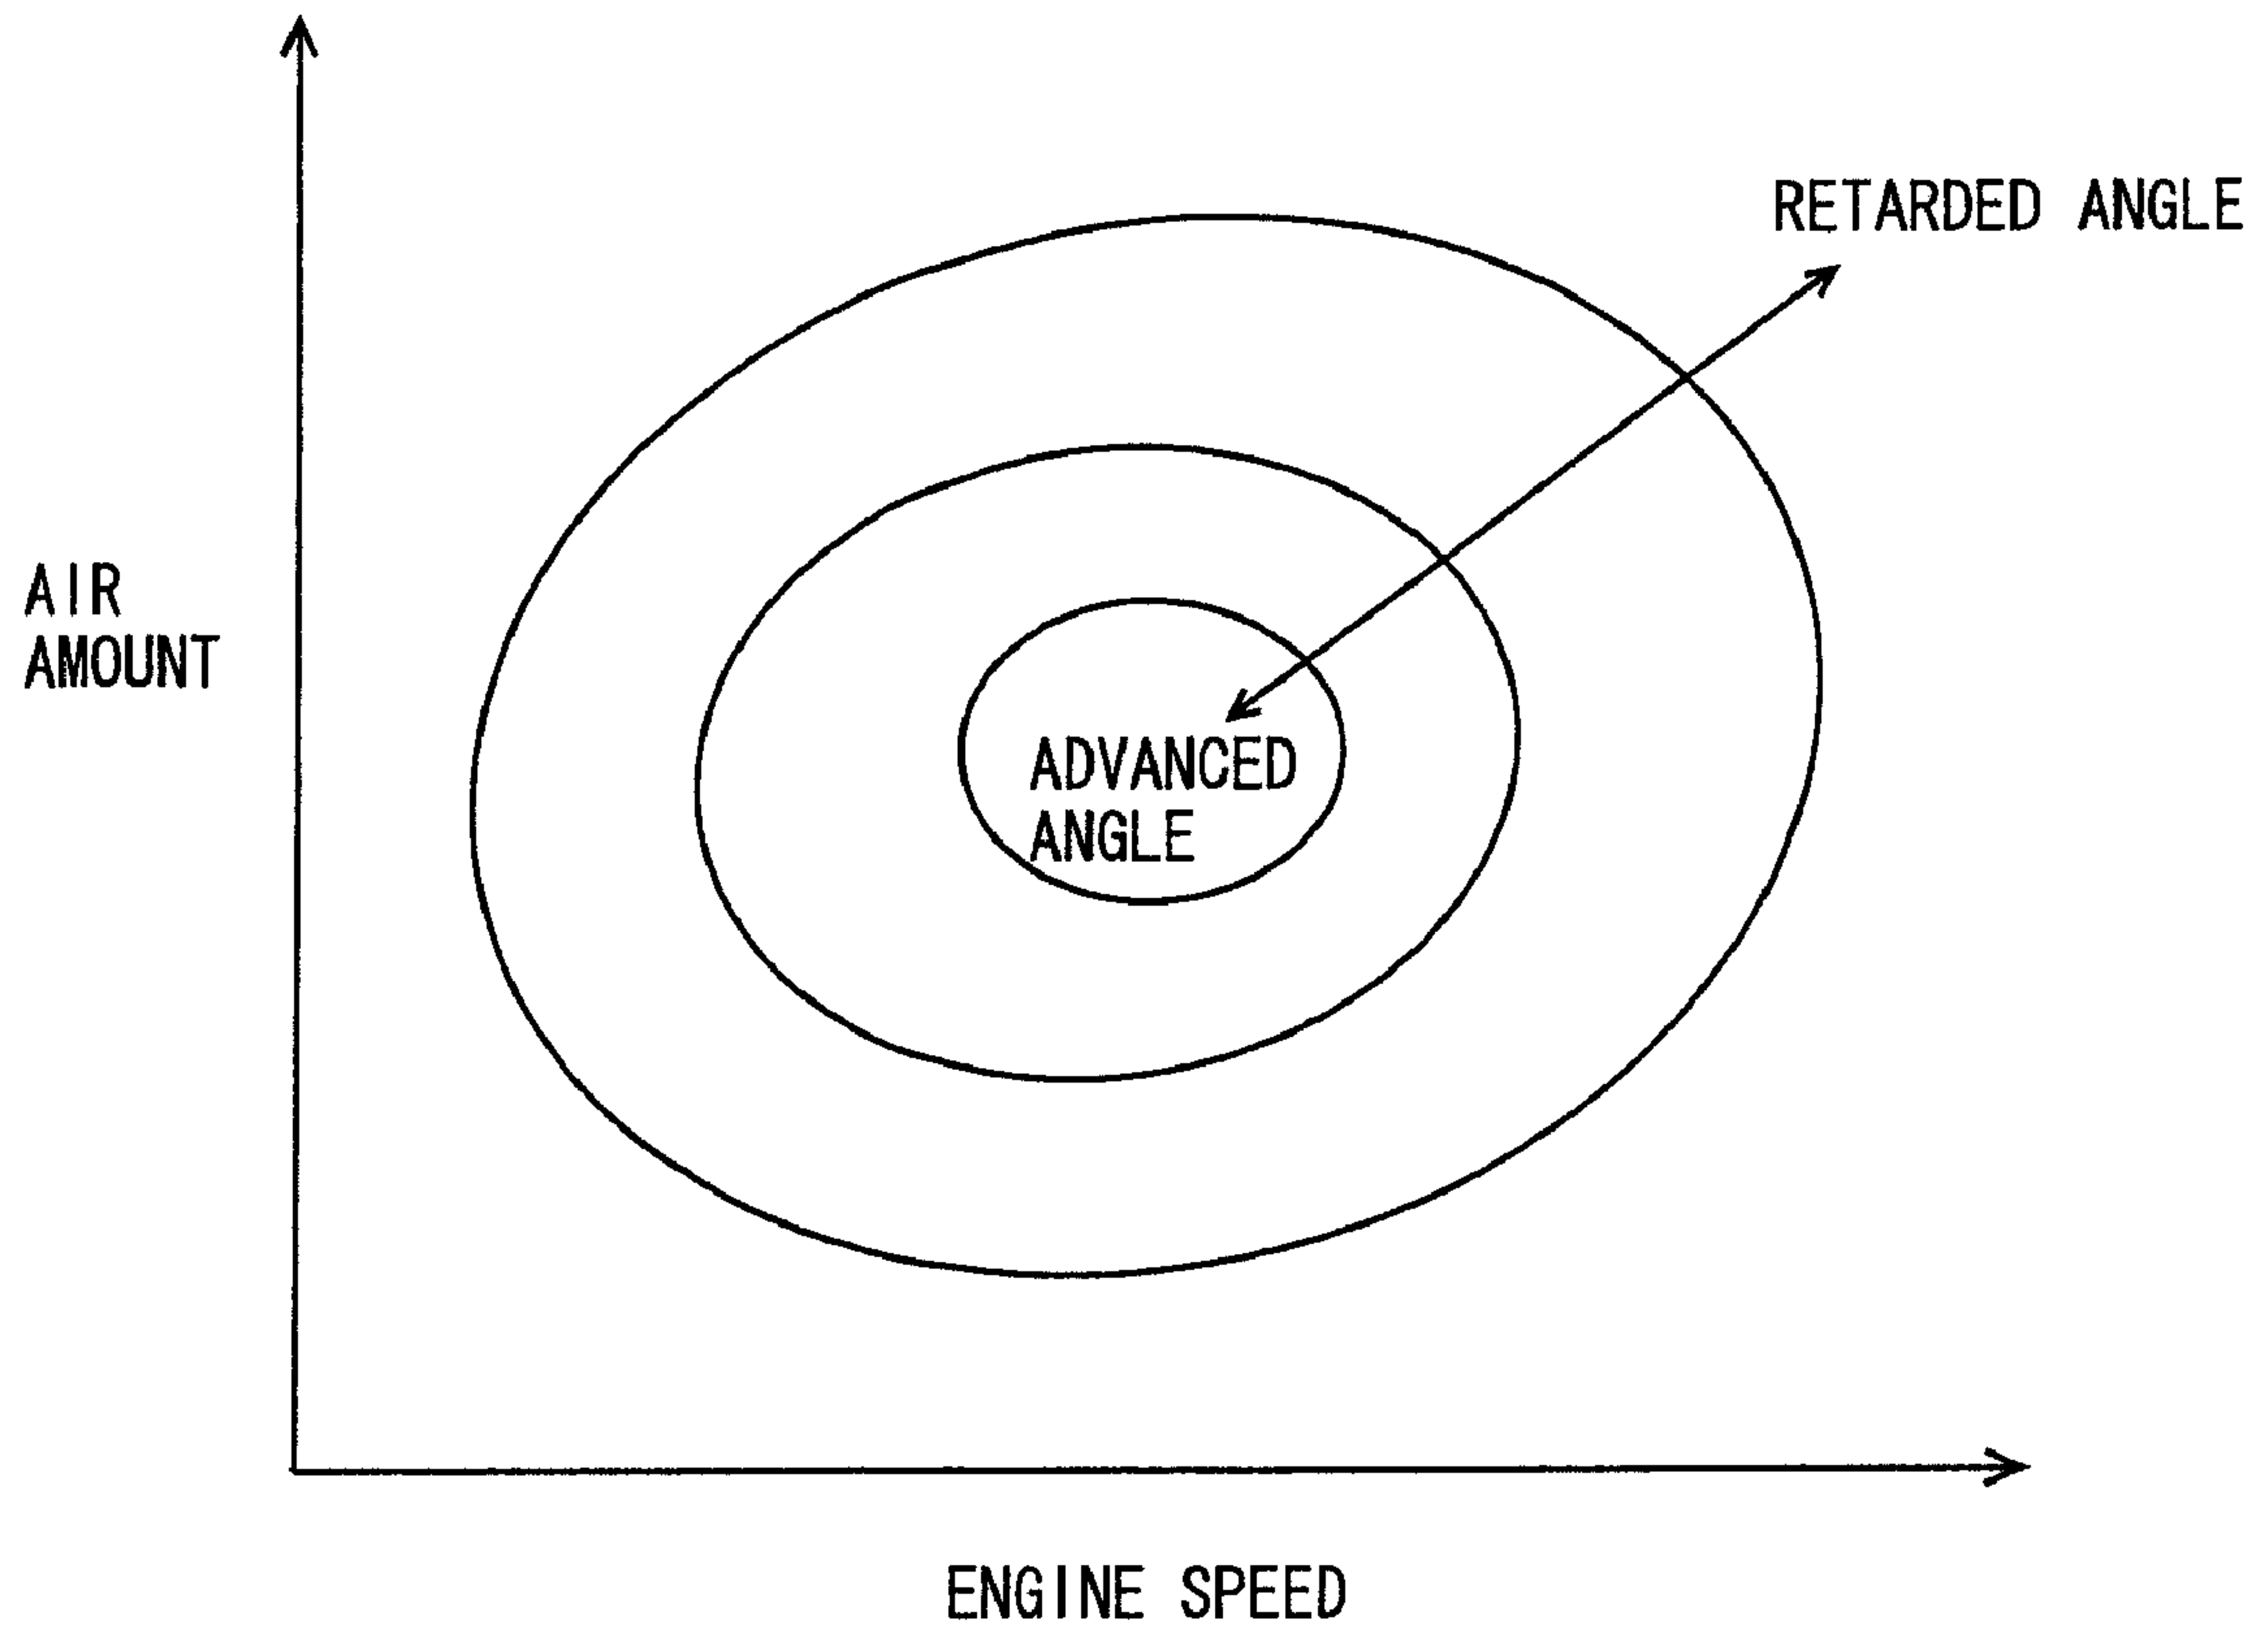 RETARDED ANGLE
AIR
AMOUNT
ADVANCED
ANGLE
ENGINE SPEED